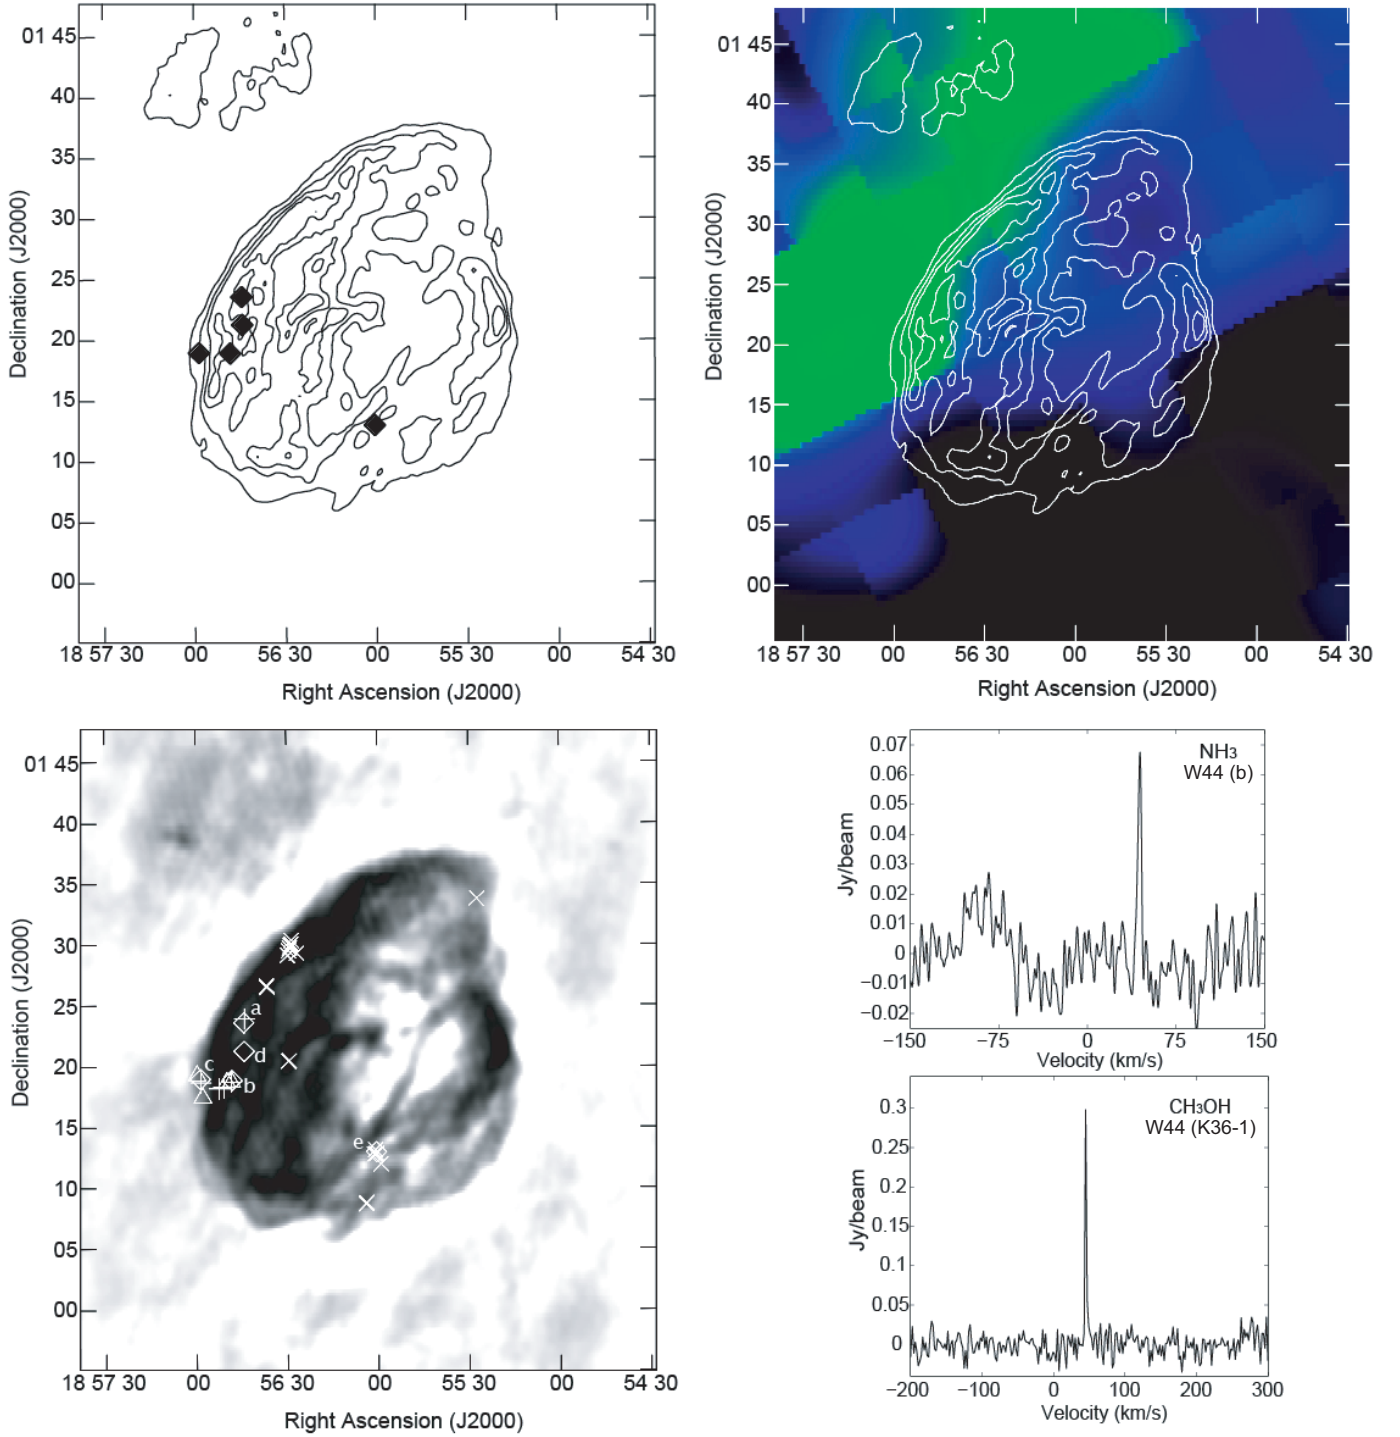 01 45
40
35
30
25
20
15
10
05
00
Declination (J2000)
18 57 30 00 56 30 00 55 30 00 54 30
Right Ascension (J2000)
01 45
40
35
30
25
20
15
10
05
00
Declination (J2000)
18 57 30 00 56 30 00 55 30 00 54 30
Right Ascension (J2000)
01 45
40
35
30
25
20
15
10
05
00
Declination (J2000)
a
d
c
b
e
18 57 30 00 56 30 00 55 30 00 54 30
Right Ascension (J2000)
NH3
W44 (b)
0.07
0.06
0.05
0.04
0.03
0.02
0.01
0
−0.01
−0.02
Jy/beam
−150 −75 0 75 150
Velocity (km/s)
CH3OH
W44 (K36-1)
0.3
0.25
0.2
0.15
0.1
0.05
0
Jy/beam
−200 −100 0 100 200 300
Velocity (km/s)